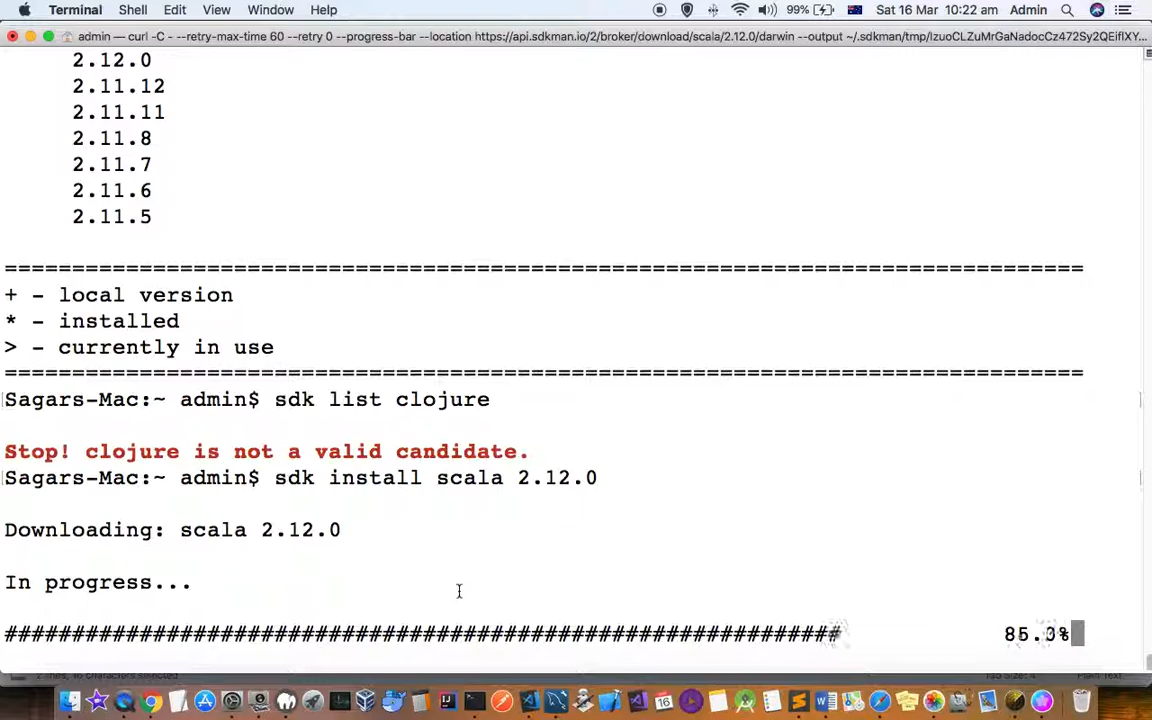 Terminal Shell Edit View Window Help 99% Sat 16 Mar 10:22 am Admin
admin — curl -C - --retry-max-time 60 --retry 0 --progress-bar --location https://api.sdkman.io/2/broker/download/scala/2.12.0/darwin --output
2.12.0
2.11.12
2.11.11
2.11.8
2.11.7
2.11.6
2.11.5
================================================================================
+ - local version
* - installed
> - currently in use
================================================================================
Sagars-Mac:~ admin$ sdk list clojure
Stop! clojure is not a valid candidate.
Sagars-Mac:~ admin$ sdk install scala 2.12.0
Downloading: scala 2.12.0
In progress...
############################################################## 85.0%